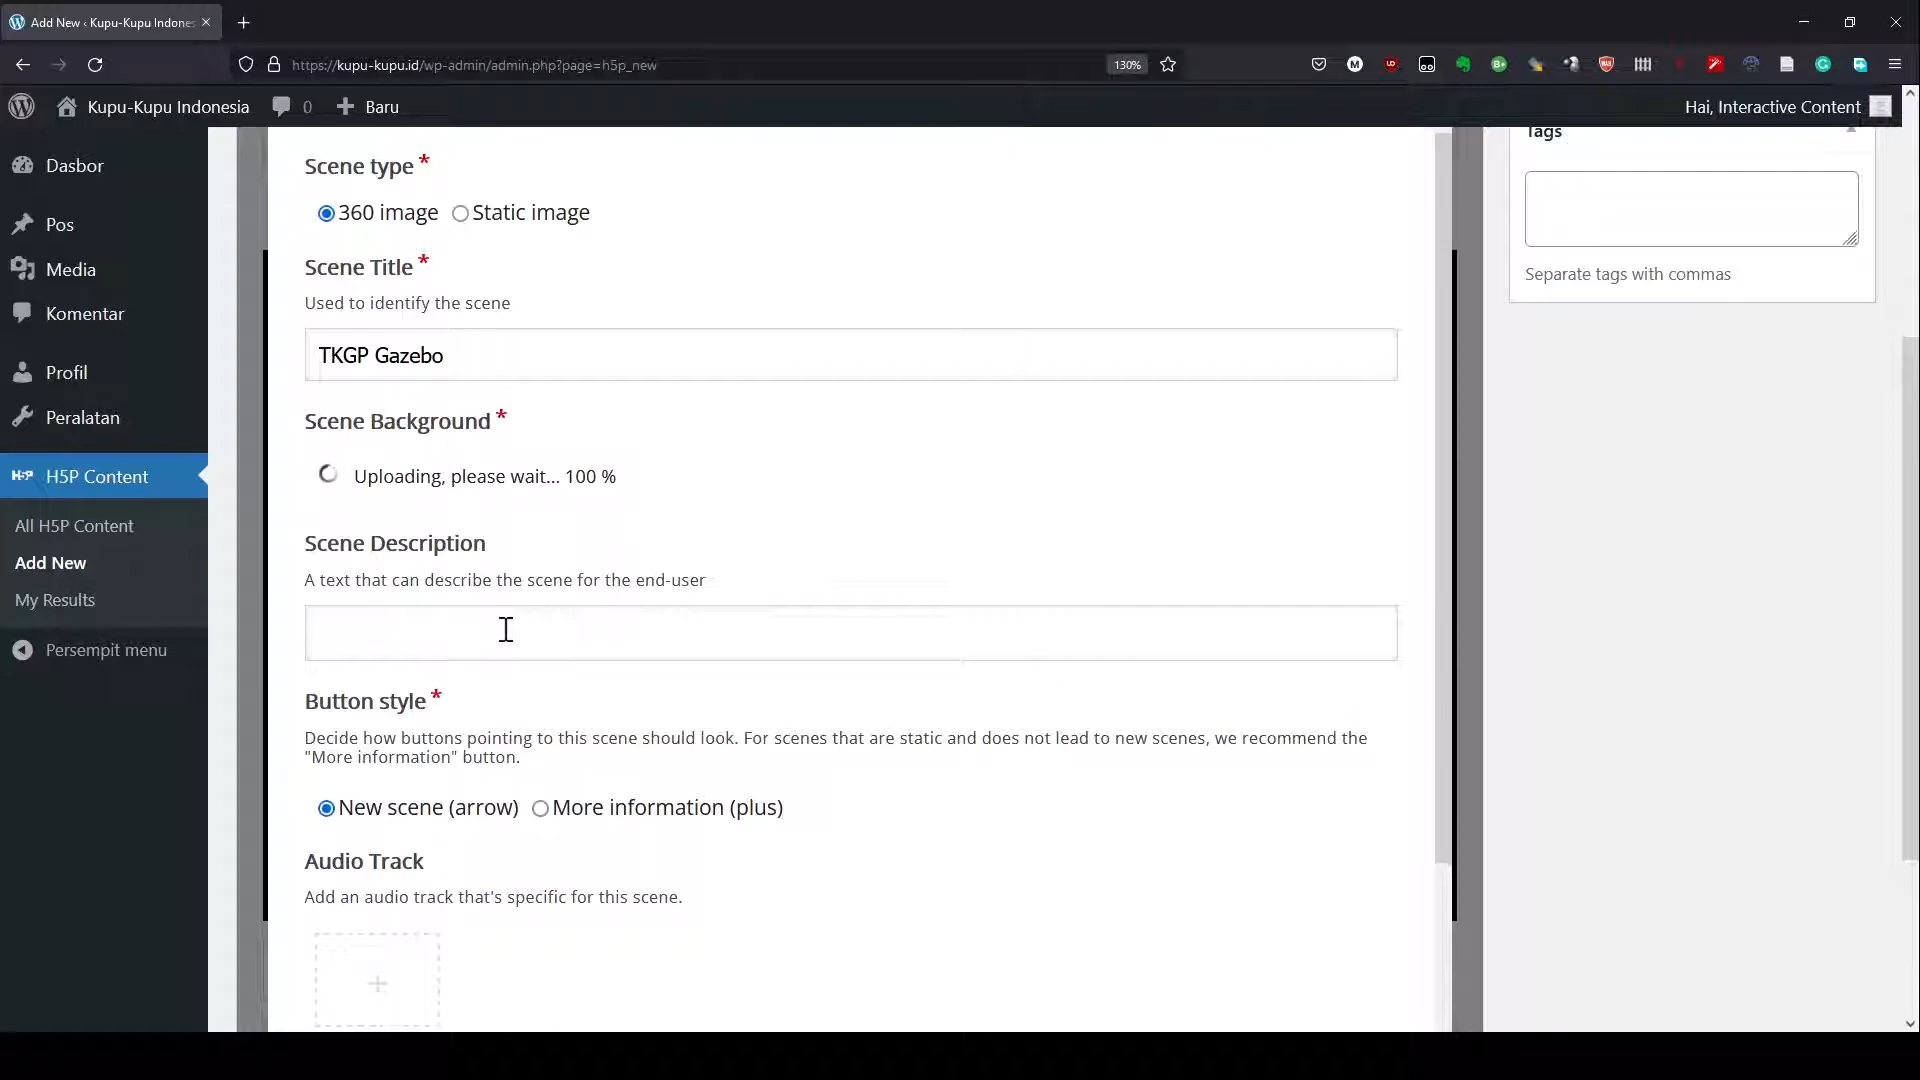 Add New ‹ Kupu-Kupu Indones
https://kupu-kupu.id/wp-admin/admin.php?page=h5p_new
130%
Kupu-Kupu Indonesia
0
Baru
Hai, Interactive Content
Dasbor
Pos
Media
Komentar
Profil
Peralatan
H5P Content
All H5P Content
Add New
My Results
Persempit menu
Scene type *
360 image
Static image
Scene Title *
Used to identify the scene
TKGP Gazebo
Scene Background *
Uploading, please wait... 100 %
Scene Description
A text that can describe the scene for the end-user
Button style *
Decide how buttons pointing to this scene should look. For scenes that are static and does not lead to new scenes, we recommend the
"More information" button.
New scene (arrow)
More information (plus)
Audio Track
Add an audio track that's specific for this scene.
Tags
Separate tags with commas